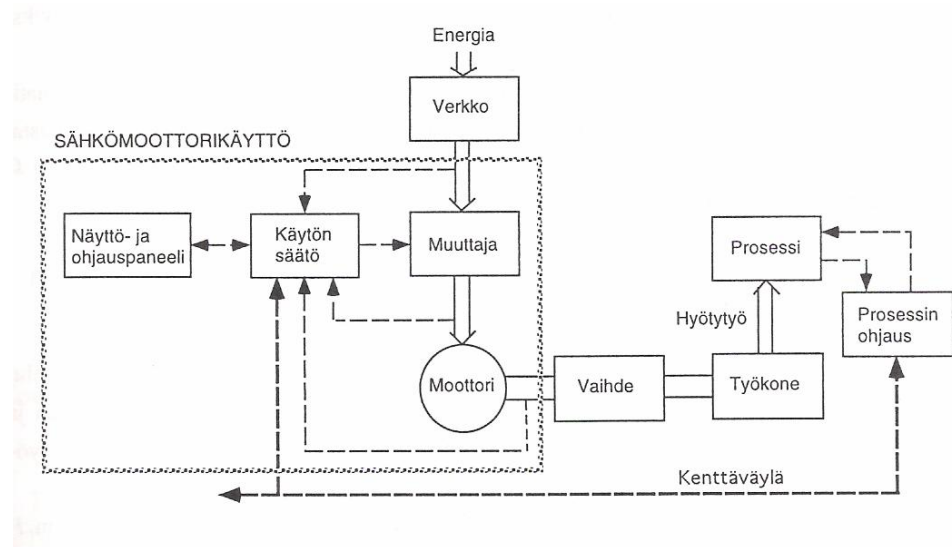 Energia
Verkko
SÄHKÖMOOTTORIKÄYTTÖ
Näyttö- ja
ohjauspaneeli
Käytön
säätö
Muuttaja
Prosessi
Hyötytyö
Prosessin
ohjaus
Moottori
Vaihde
Työkone
Kenttäväylä